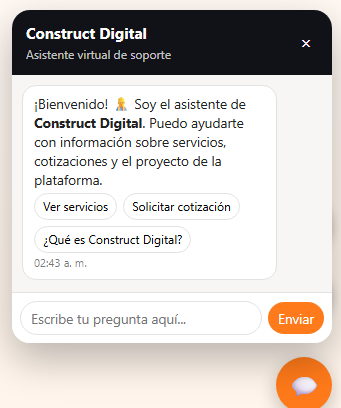 Construct Digital
Asistente virtual de soporte
×
¡Bienvenido! 👷 Soy el asistente de
Construct Digital. Puedo ayudarte
con información sobre servicios,
cotizaciones y el proyecto de la
plataforma.
Ver servicios
Solicitar cotización
¿Qué es Construct Digital?
02:43 a. m.
Escribe tu pregunta aquí...
Enviar